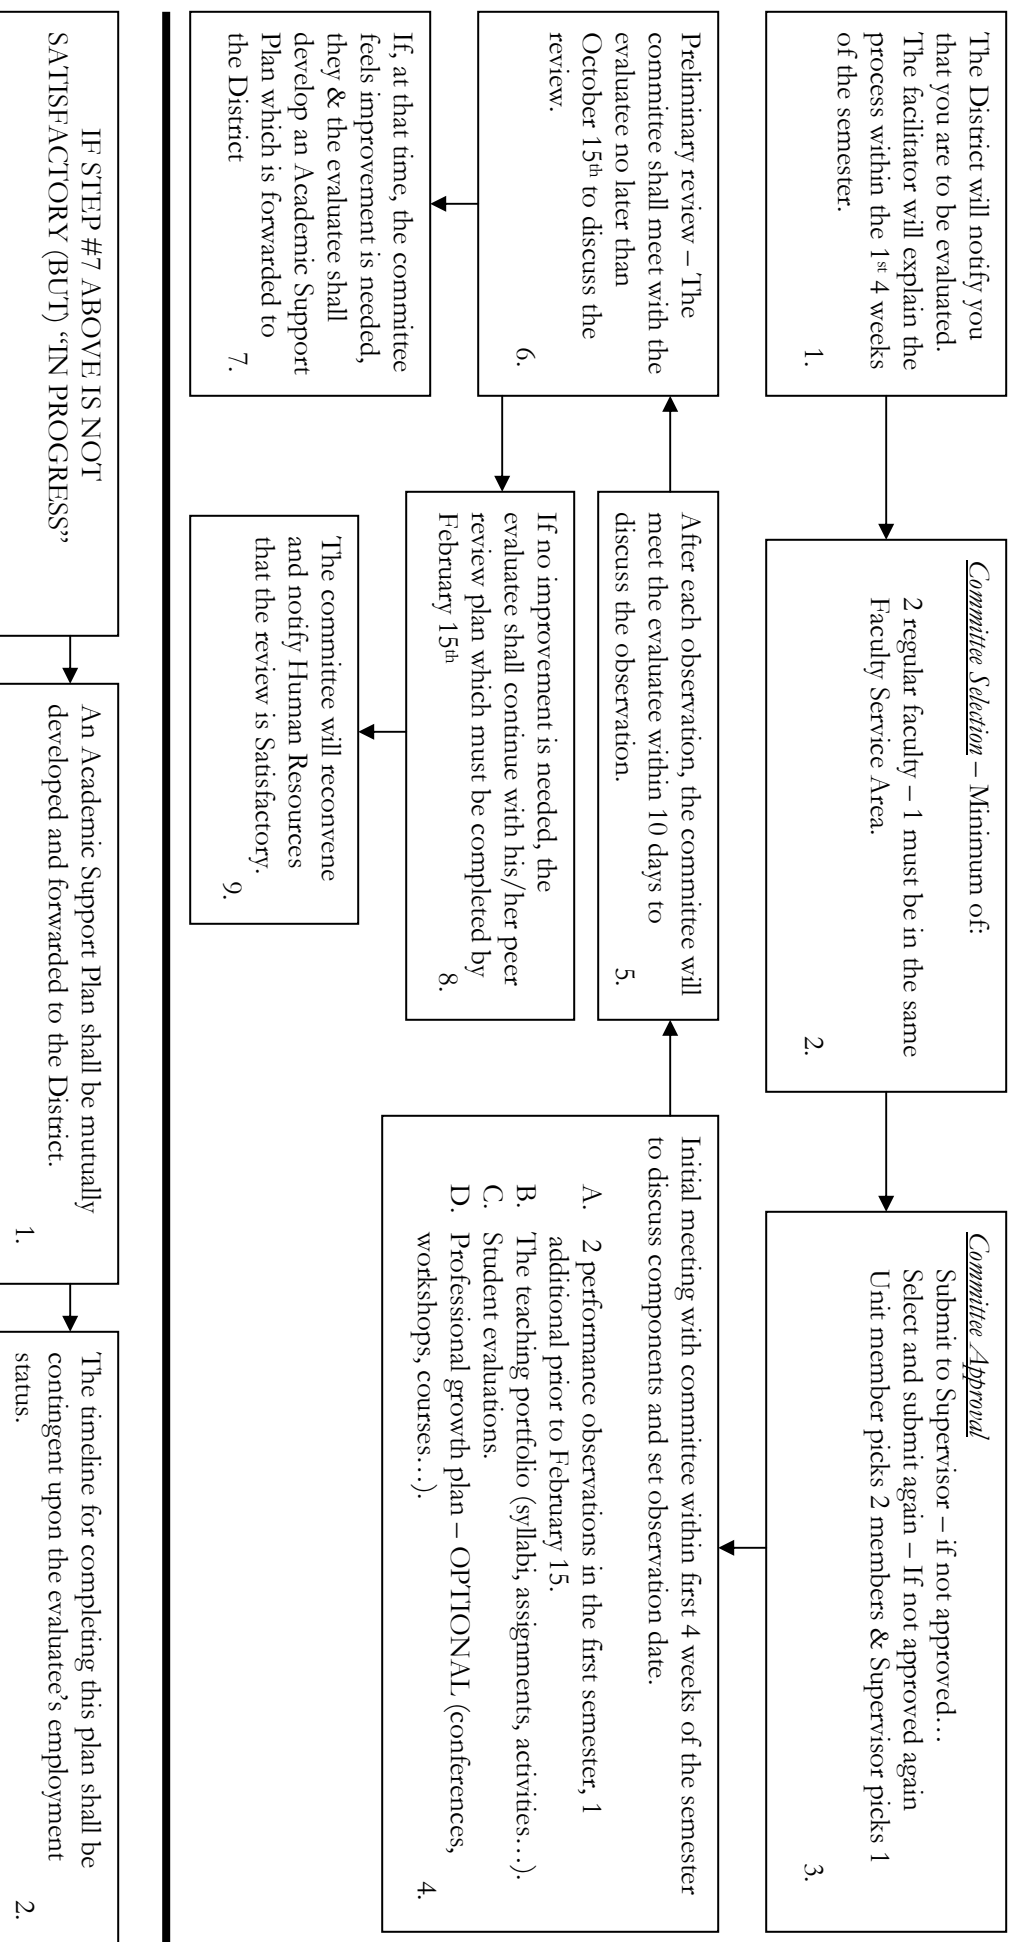 The District will notify you
that you are to be evaluated.
The facilitator will explain the
process within the 1st 4 weeks
of the semester.
1.
Committee Selection – Minimum of:
2 regular faculty – 1 must be in the same
Faculty Service Area.
2.
Committee Approval
Submit to Supervisor – if not approved…
Select and submit again – If not approved again
Unit member picks 2 members & Supervisor picks 1
3.
Initial meeting with committee within first 4 weeks of the semester
to discuss components and set observation date.
A. 2 performance observations in the first semester, 1
additional prior to February 15.
B. The teaching portfolio (syllabi, assignments, activities…).
C. Student evaluations.
D. Professional growth plan – OPTIONAL (conferences,
workshops, courses…).
4.
After each observation, the committee will
meet the evaluatee within 10 days to
discuss the observation.
5.
Preliminary review – The
committee shall meet with the
evaluatee no later than
October 15th to discuss the
review.
6.
If, at that time, the committee
feels improvement is needed,
they & the evaluatee shall
develop an Academic Support
Plan which is forwarded to
the District
7.
If no improvement is needed, the
evaluatee shall continue with his/her peer
review plan which must be completed by
February 15th
8.
The committee will reconvene
and notify Human Resources
that the review is Satisfactory.
9.
IF STEP #7 ABOVE IS NOT
SATISFACTORY (BUT) “IN PROGRESS”
An Academic Support Plan shall be mutually
developed and forwarded to the District.
1.
The timeline for completing this plan shall be
contingent upon the evaluatee’s employment
status.
2.